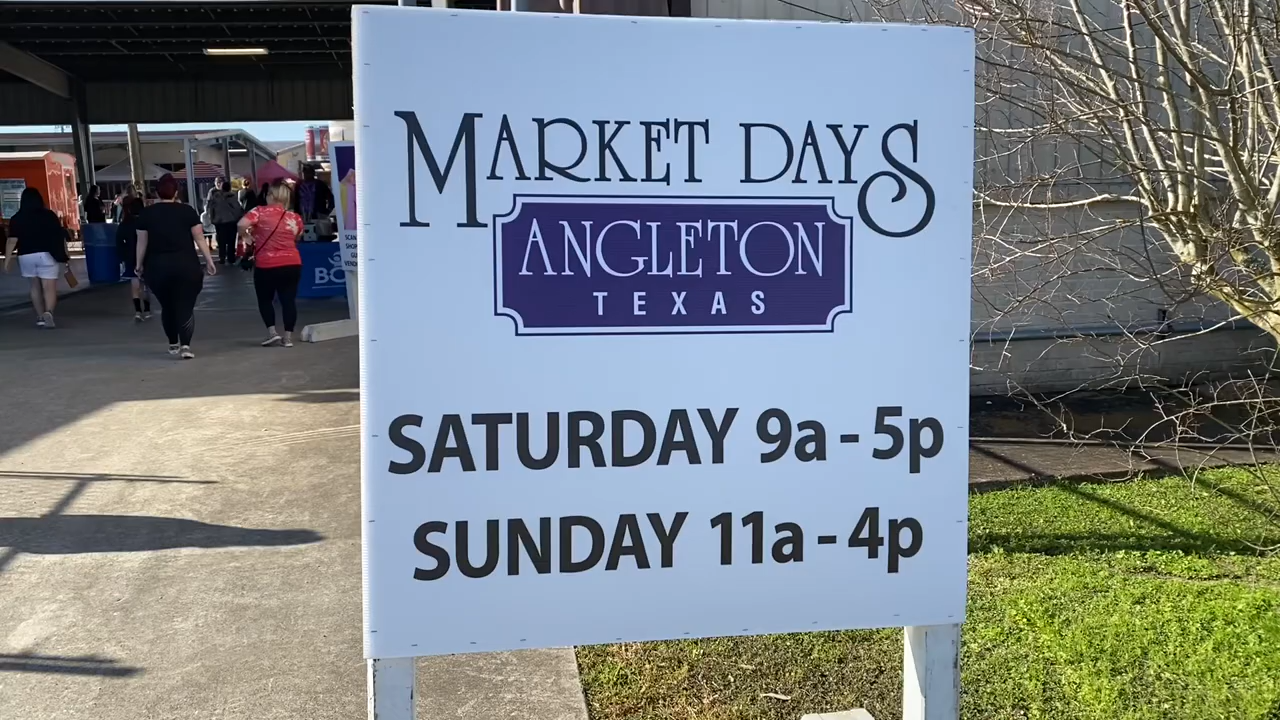 MARKET DAYS
ANGLETON
TEXAS
SATURDAY 9a - 5p
SUNDAY 11a - 4p